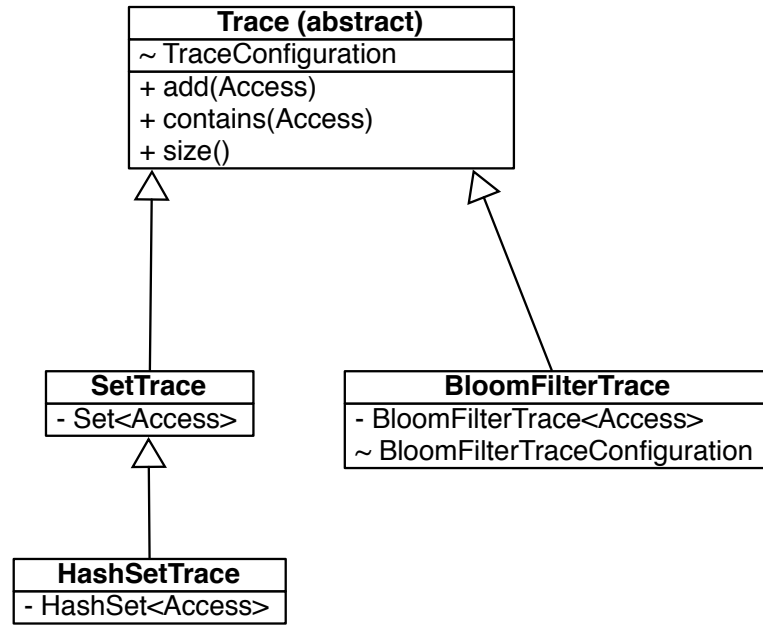 Trace (abstract)
~ TraceConfiguration
+ add(Access)
+ contains(Access)
+ size()
SetTrace
- Set<Access>
BloomFilterTrace
- BloomFilterTrace<Access>
~ BloomFilterTraceConfiguration
HashSetTrace
- HashSet<Access>